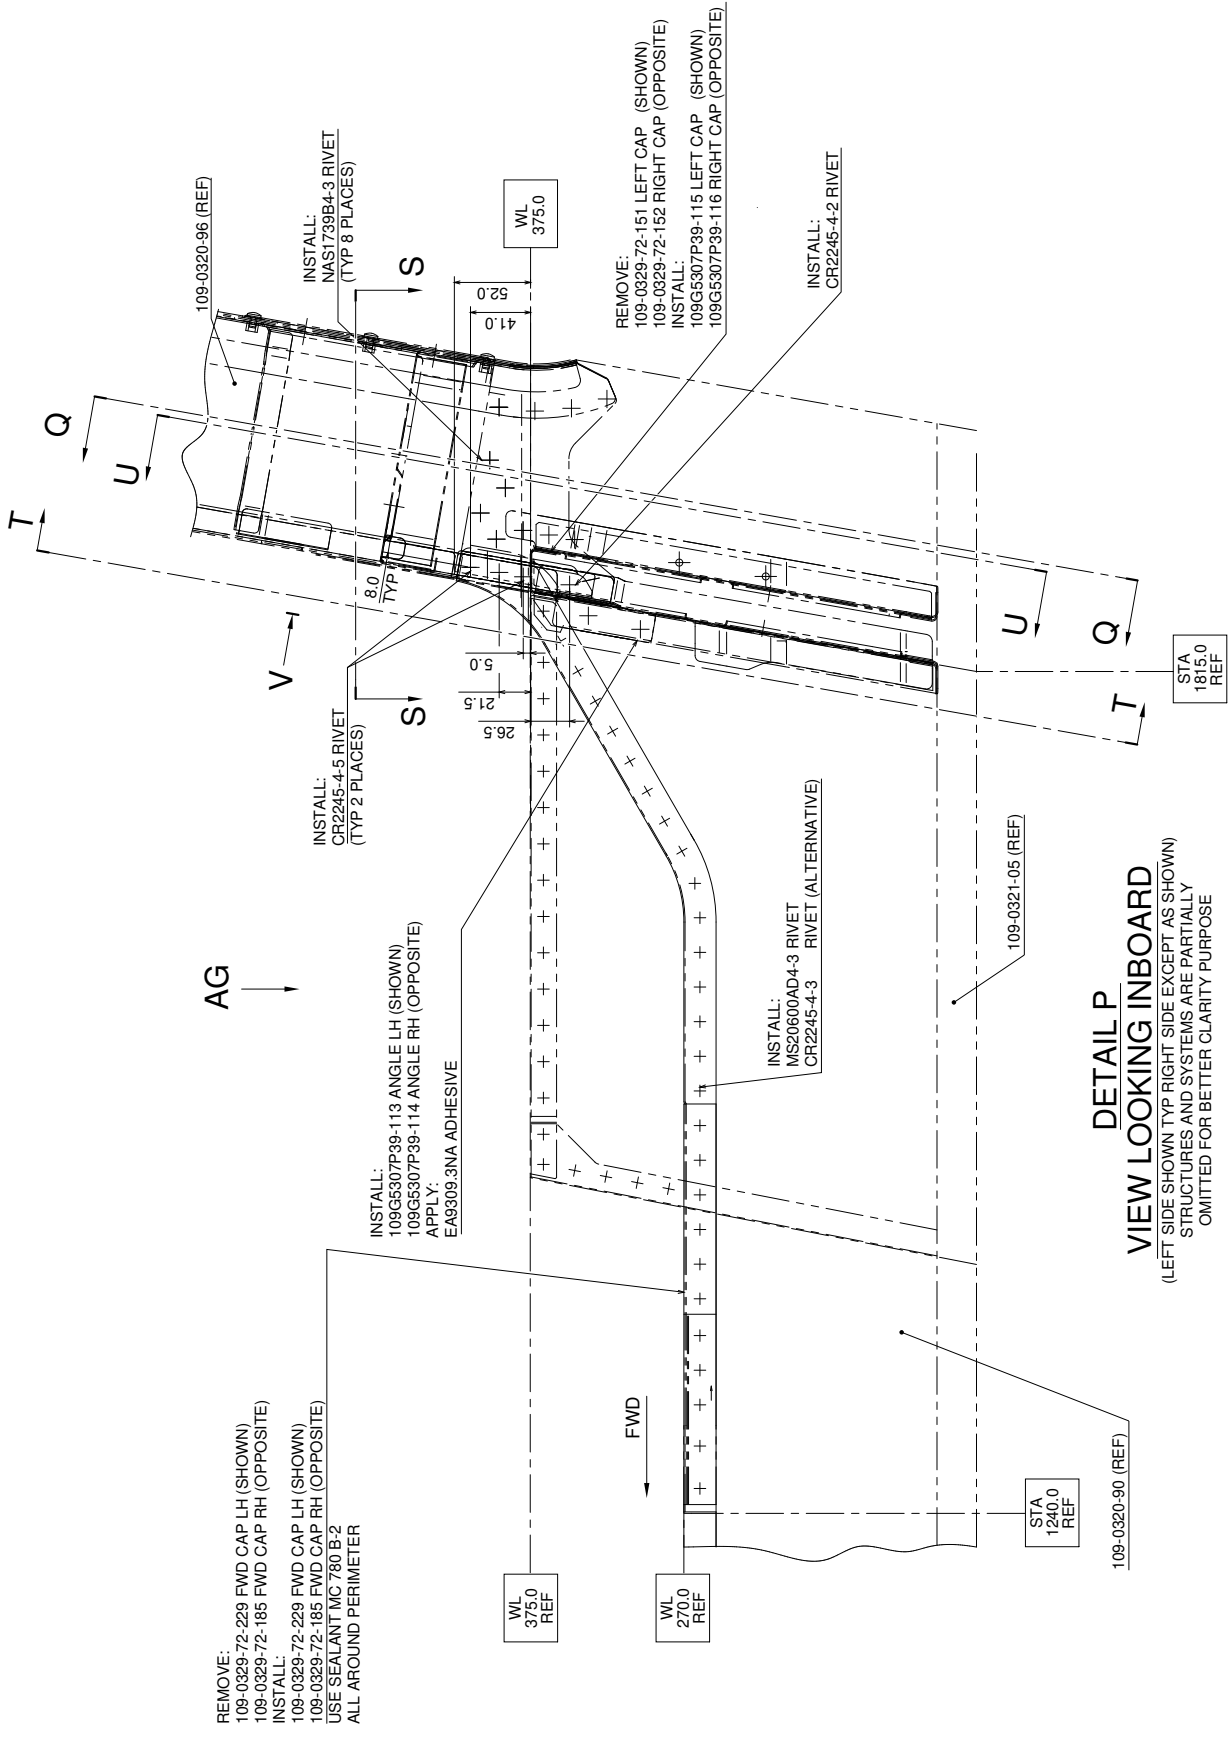 REMOVE:
109-0329-72-229 FWD CAP LH (SHOWN)
109-0329-72-185 FWD CAP RH (OPPOSITE)
INSTALL:
109-0329-72-229 FWD CAP LH (SHOWN)
109-0329-72-185 FWD CAP RH (OPPOSITE)
USE SEALANT MC 780 B-2
ALL AROUND PERIMETER
AG
INSTALL:
109G5307P39-113 ANGLE LH (SHOWN)
109G5307P39-114 ANGLE RH (OPPOSITE)
APPLY:
EA9309.3NA ADHESIVE
INSTALL:
CR2245-4-5 RIVET
(TYP 2 PLACES)
V
T
U
Q
109-0320-96 (REF)
INSTALL:
NAS1739B4-3 RIVET
(TYP 8 PLACES)
S
S
8.0
TYP
52.0
41.0
5.0
21.5
26.5
WL
375.0
REMOVE:
109-0329-72-151 LEFT CAP (SHOWN)
109-0329-72-152 RIGHT CAP (OPPOSITE)
INSTALL:
109G5307P39-115 LEFT CAP (SHOWN)
109G5307P39-116 RIGHT CAP (OPPOSITE)
INSTALL:
CR2245-4-2 RIVET
WL
375.0
REF
WL
270.0
REF
FWD
INSTALL:
MS20600AD4-3 RIVET
CR2245-4-3 RIVET (ALTERNATIVE)
U
Q
T
STA
1815.0
REF
STA
1240.0
REF
109-0321-05 (REF)
109-0320-90 (REF)
DETAIL P
VIEW LOOKING INBOARD
(LEFT SIDE SHOWN TYP RIGHT SIDE EXCEPT AS SHOWN)
STRUCTURES AND SYSTEMS ARE PARTIALLY
OMITTED FOR BETTER CLARITY PURPOSE